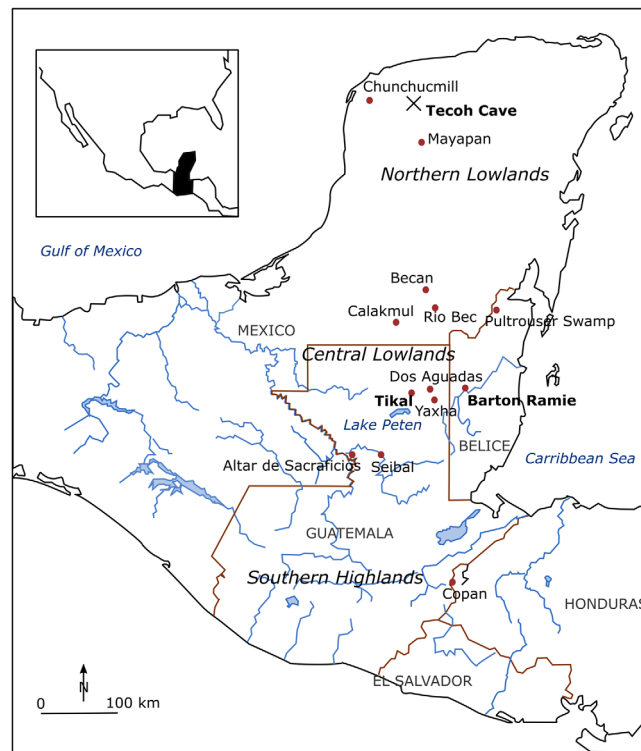 Chunchucmill
Tecoh Cave
Mayapan
Northern Lowlands
Gulf of Mexico
Becan
Calakmul
Rio Bec
Pultrouser Swamp
MEXICO
Central Lowlands
Dos Aguadas
Tikal
Yaxha
Barton Ramie
Lake Peten
BELICE
Carribbean Sea
Altar de Sacraficios
Seibal
GUATEMALA
Southern Highlands
Copan
HONDURAS
EL SALVADOR
N
0 100 km